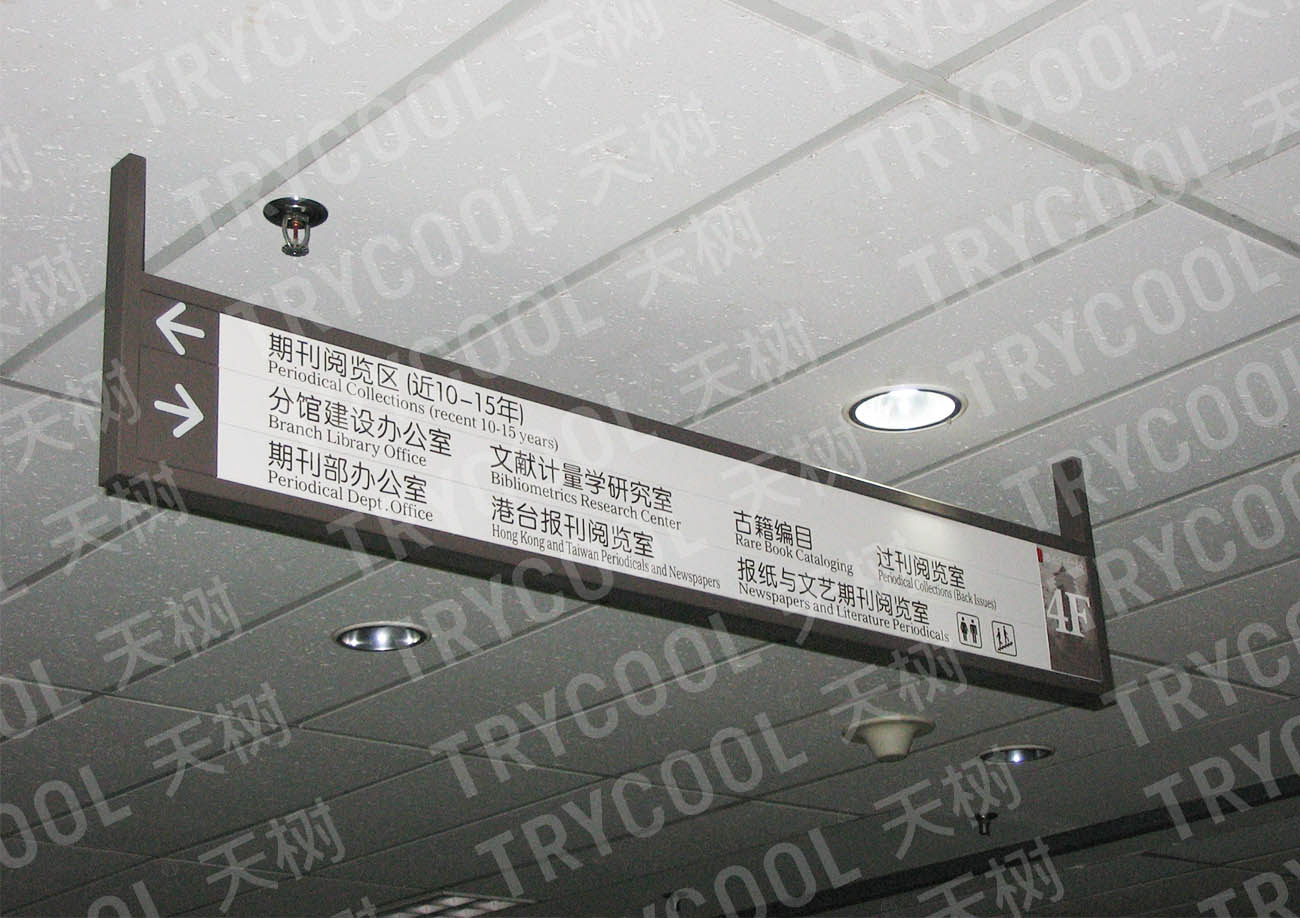 期刊阅览区 (近10-15年)
Periodical Collections (recent 10-15 years)
分馆建设办公室
Branch Library Office
期刊部办公室
Periodical Dept.Office
文献计量学研究室
Bibliometrics Research Center
港台报刊阅览室
Hong Kong and Taiwan Periodicals and Newspapers
古籍编目
Rare Book Cataloging
过刊阅览室
Periodical Collections (Back Issues)
报纸与文艺期刊阅览室
Newspapers and Literature Periodicals
4F
TRYCOOL 天树